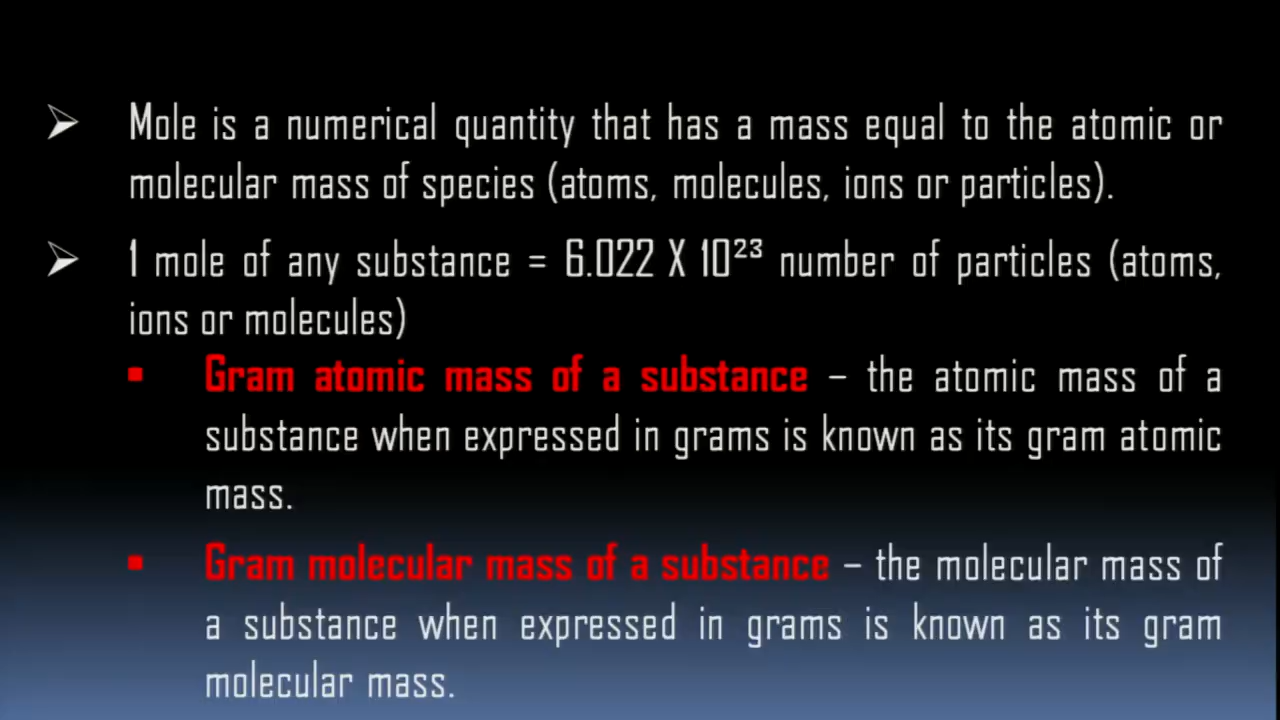 ➢ Mole is a numerical quantity that has a mass equal to the atomic or
molecular mass of species (atoms, molecules, ions or particles).
➢ 1 mole of any substance = 6.022 X 10²³ number of particles (atoms,
ions or molecules)
▪ Gram atomic mass of a substance – the atomic mass of a
substance when expressed in grams is known as its gram atomic
mass.
▪ Gram molecular mass of a substance – the molecular mass of
a substance when expressed in grams is known as its gram
molecular mass.